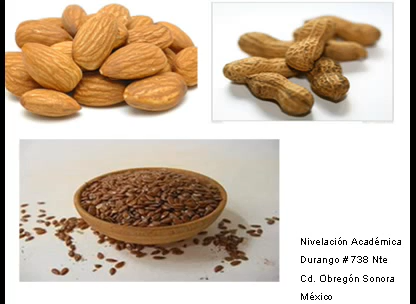 Nivelación Académica
Durango #738 Nte
Cd. Obregón Sonora
México